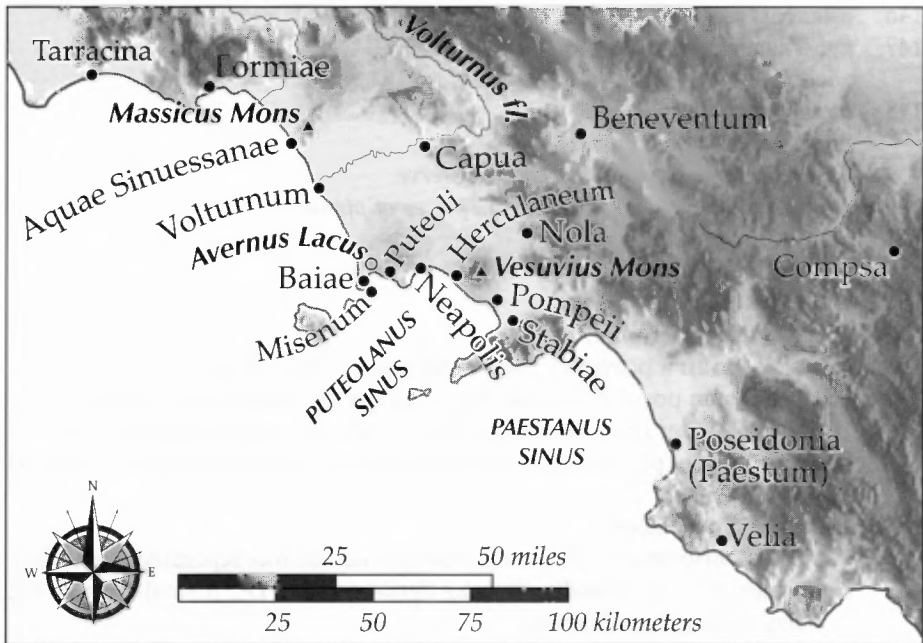 Tarracina
Formiae
Volturnus fl.
Massicus Mons
Beneventum
Capua
Aquae Sinuessanae
Volturnum
Herculaneum
Puteoli
Nola
Avernus Lacus
Compsa
Vesuvius Mons
Baiae
Pompeii
Misenum
Neapolis
Stabiae
PUTEOLANUS
SINUS
PAESTANUS
SINUS
Poseidonia
(Paestum)
Velia
N
W
E
S
25
50 miles
25
50
75
100 kilometers